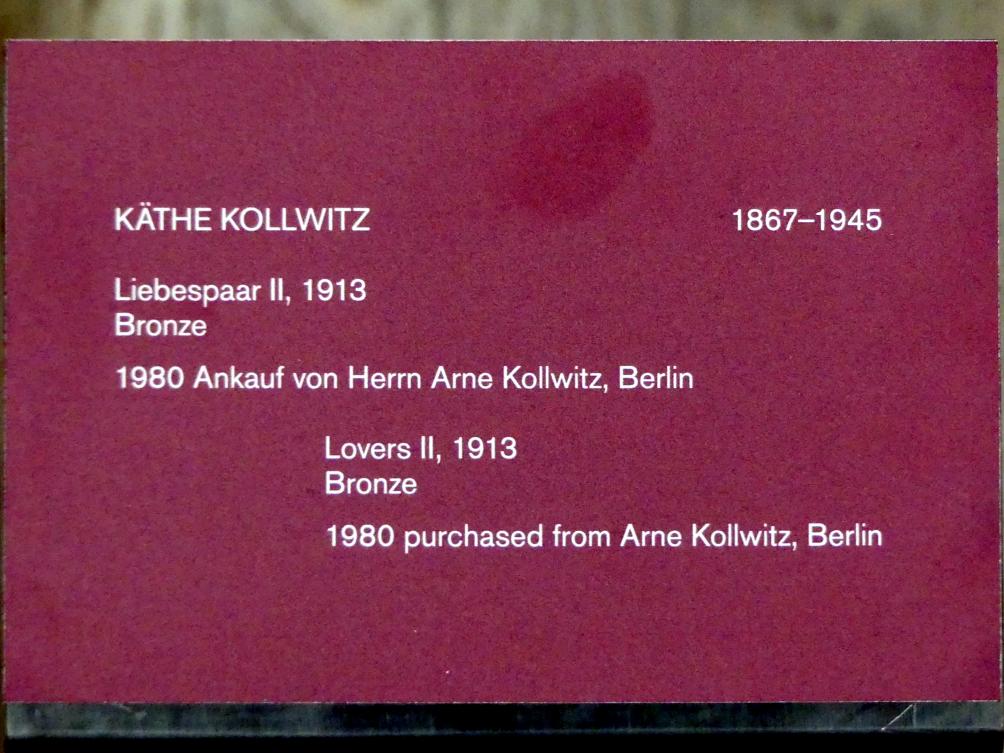 KÄTHE KOLLWITZ 1867–1945
Liebespaar II, 1913
Bronze
1980 Ankauf von Herrn Arne Kollwitz, Berlin
Lovers II, 1913
Bronze
1980 purchased from Arne Kollwitz, Berlin